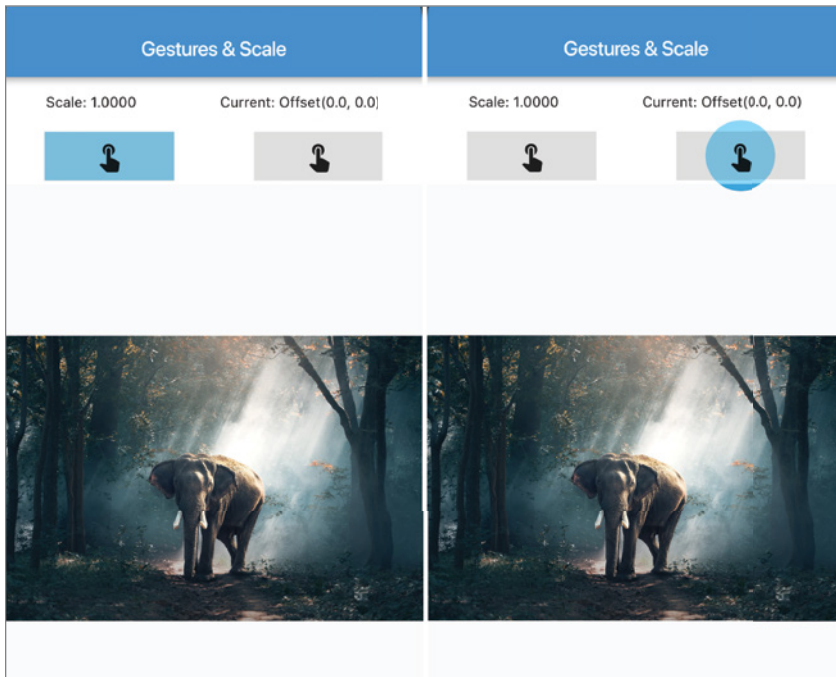 Gestures & Scale
Scale: 1.0000 Current: Offset(0.0, 0.0)
Gestures & Scale
Scale: 1.0000 Current: Offset(0.0, 0.0)